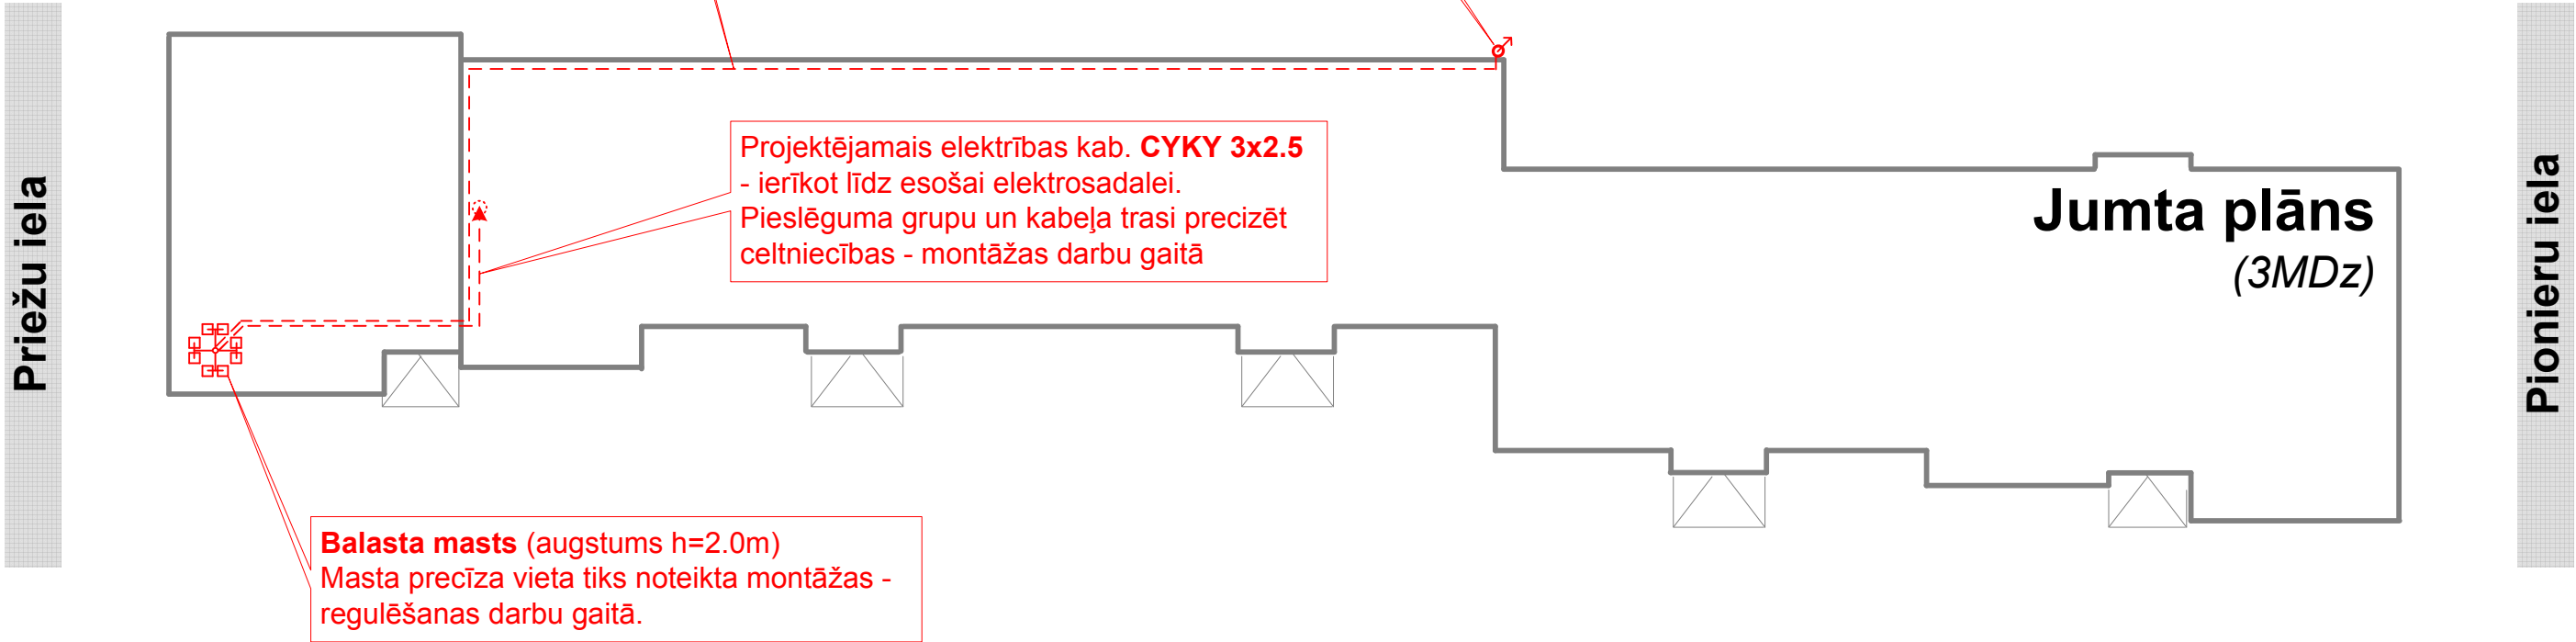 Priežu iela
Projektējamais elektrības kab. CYKY 3x2.5
- ierīkot līdz esošai elektrosadalei.
Pieslēguma grupu un kabeļa trasi precizēt
celtniecības - montāžas darbu gaitā
Jumta plāns
(3MDz)
Pionieru iela
Balasta masts (augstums h=2.0m)
Masta precīza vieta tiks noteikta montāžas -
regulēšanas darbu gaitā.